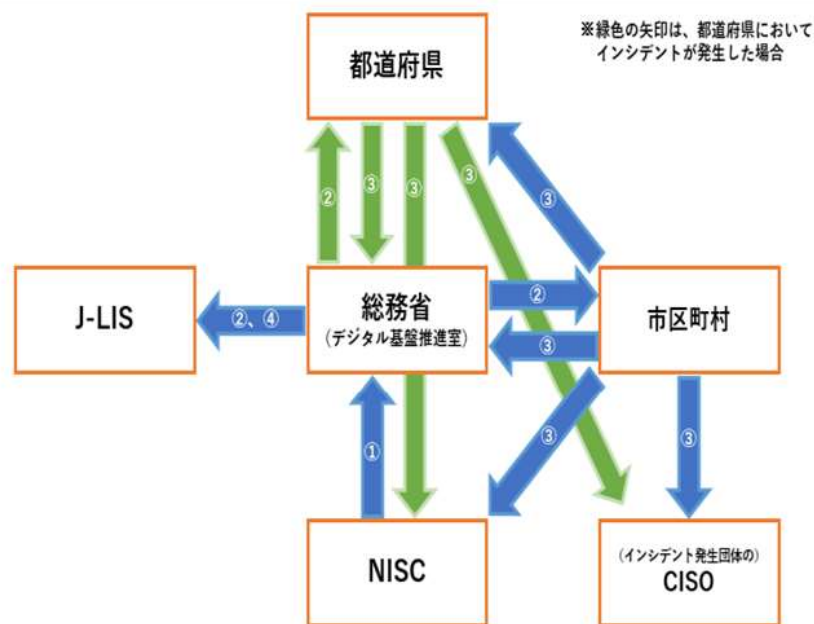 ※緑色の矢印は、都道府県において
インシデントが発生した場合
都道府県
②
③
③
③
③
J-LIS
②、④
総務省
(デジタル基盤推進室)
②
③
市区町村
①
③
③
NISC
(インシデント発生団体の)
CISO